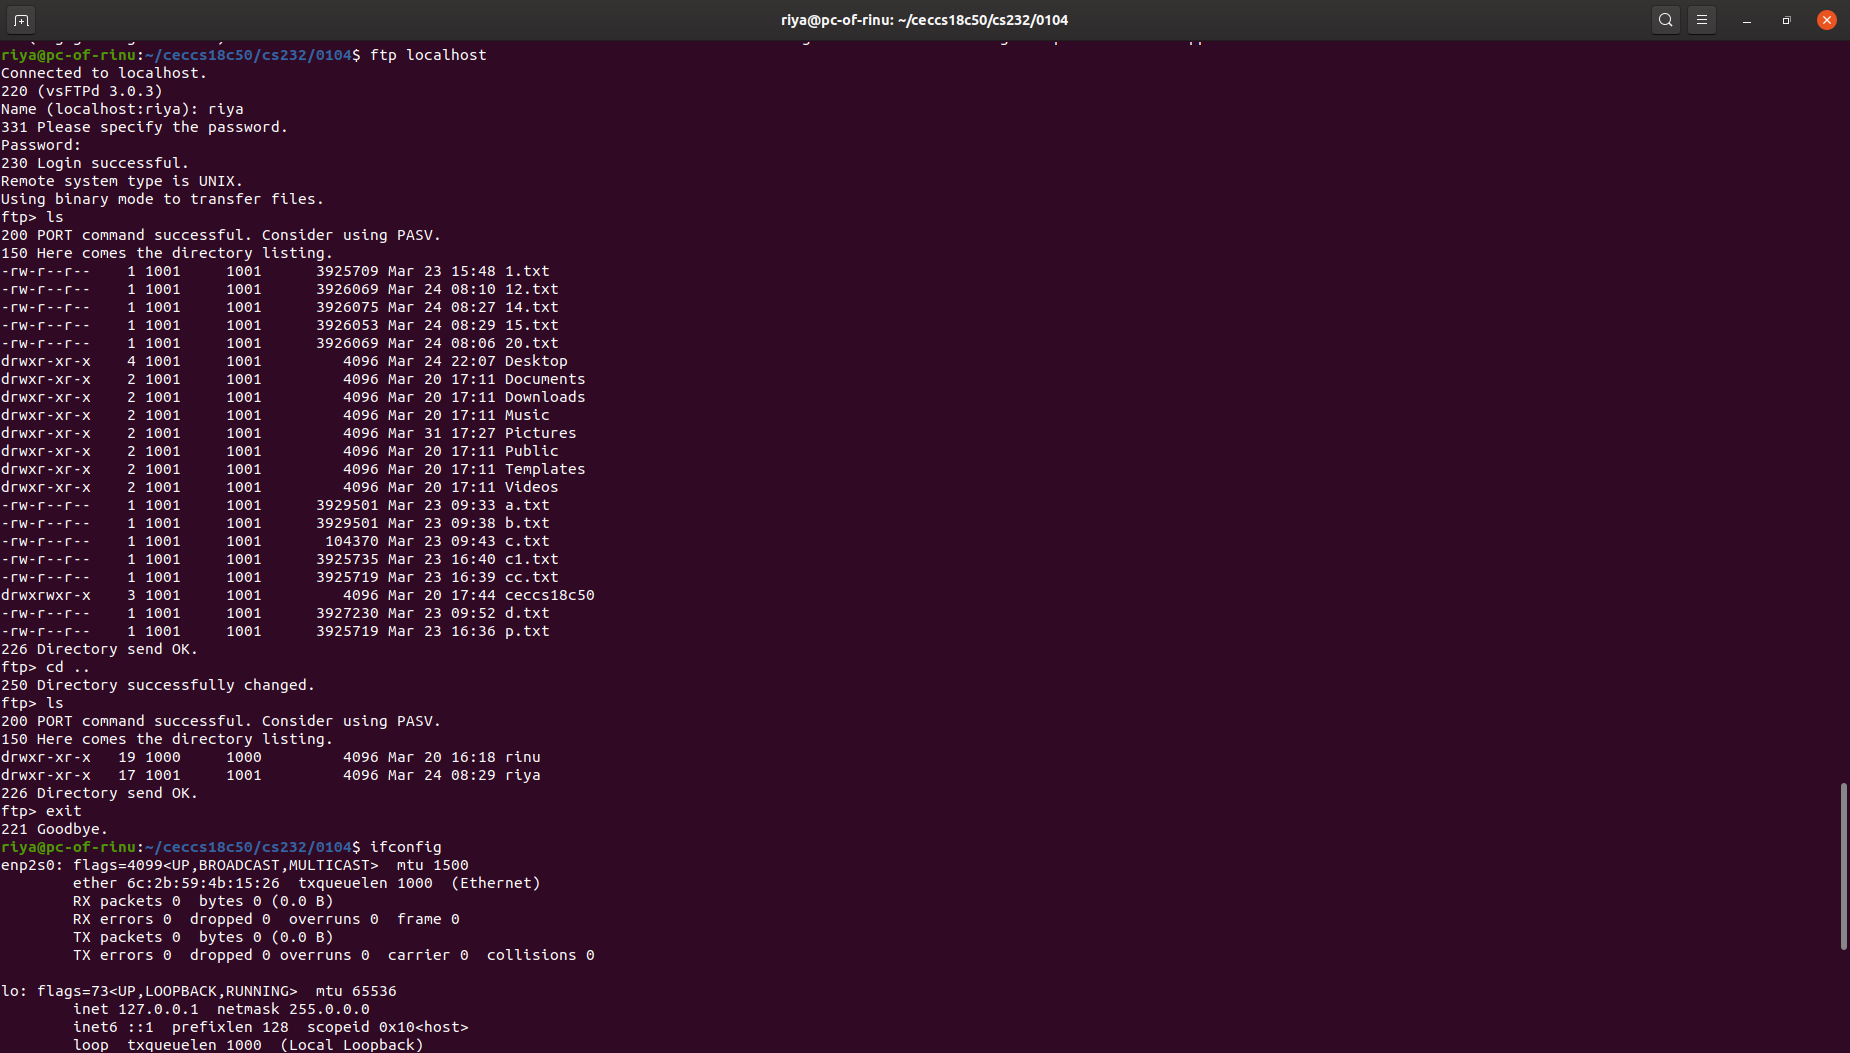 riya@pc-of-rinu: ~/ceccs18c50/cs232/0104
riya@pc-of-rinu:~/ceccs18c50/cs232/0104$ ftp localhost
Connected to localhost.
220 (vsFTPd 3.0.3)
Name (localhost:riya): riya
331 Please specify the password.
Password:
230 Login successful.
Remote system type is UNIX.
Using binary mode to transfer files.
ftp> ls
200 PORT command successful. Consider using PASV.
150 Here comes the directory listing.
-rw-r--r--    1 1001     1001      3925709 Mar 23 15:48 1.txt
-rw-r--r--    1 1001     1001      3926069 Mar 24 08:10 12.txt
-rw-r--r--    1 1001     1001      3926075 Mar 24 08:27 14.txt
-rw-r--r--    1 1001     1001      3926053 Mar 24 08:29 15.txt
-rw-r--r--    1 1001     1001      3926069 Mar 24 08:06 20.txt
drwxr-xr-x    4 1001     1001         4096 Mar 24 22:07 Desktop
drwxr-xr-x    2 1001     1001         4096 Mar 20 17:11 Documents
drwxr-xr-x    2 1001     1001         4096 Mar 20 17:11 Downloads
drwxr-xr-x    2 1001     1001         4096 Mar 20 17:11 Music
drwxr-xr-x    2 1001     1001         4096 Mar 31 17:27 Pictures
drwxr-xr-x    2 1001     1001         4096 Mar 20 17:11 Public
drwxr-xr-x    2 1001     1001         4096 Mar 20 17:11 Templates
drwxr-xr-x    2 1001     1001         4096 Mar 20 17:11 Videos
-rw-r--r--    1 1001     1001      3929501 Mar 23 09:33 a.txt
-rw-r--r--    1 1001     1001      3929501 Mar 23 09:38 b.txt
-rw-r--r--    1 1001     1001       104370 Mar 23 09:43 c.txt
-rw-r--r--    1 1001     1001      3925735 Mar 23 16:40 c1.txt
-rw-r--r--    1 1001     1001      3925719 Mar 23 16:39 cc.txt
drwxrwxr-x    3 1001     1001         4096 Mar 20 17:44 ceccs18c50
-rw-r--r--    1 1001     1001      3927230 Mar 23 09:52 d.txt
-rw-r--r--    1 1001     1001      3925719 Mar 23 16:36 p.txt
226 Directory send OK.
ftp> cd ..
250 Directory successfully changed.
ftp> ls
200 PORT command successful. Consider using PASV.
150 Here comes the directory listing.
drwxr-xr-x   19 1000     1000         4096 Mar 20 16:18 rinu
drwxr-xr-x   17 1001     1001         4096 Mar 24 08:29 riya
226 Directory send OK.
ftp> exit
221 Goodbye.
riya@pc-of-rinu:~/ceccs18c50/cs232/0104$ ifconfig
enp2s0: flags=4099<UP,BROADCAST,MULTICAST>  mtu 1500
        ether 6c:2b:59:4b:15:26  txqueuelen 1000  (Ethernet)
        RX packets 0  bytes 0 (0.0 B)
        RX errors 0  dropped 0  overruns 0  frame 0
        TX packets 0  bytes 0 (0.0 B)
        TX errors 0  dropped 0 overruns 0  carrier 0  collisions 0
lo: flags=73<UP,LOOPBACK,RUNNING>  mtu 65536
        inet 127.0.0.1  netmask 255.0.0.0
        inet6 ::1  prefixlen 128  scopeid 0x10<host>
        loop  txqueuelen 1000  (Local Loopback)